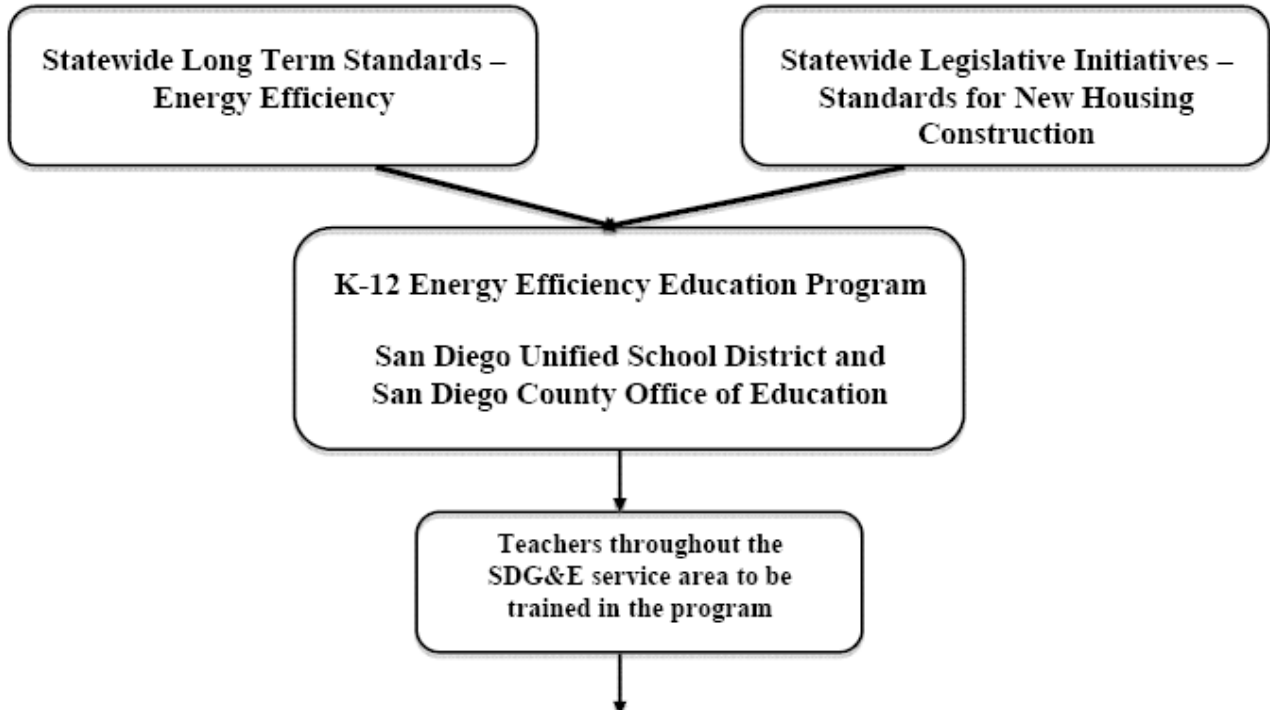 Statewide Long Term Standards –
Energy Efficiency
Statewide Legislative Initiatives –
Standards for New Housing
Construction
K-12 Energy Efficiency Education Program
San Diego Unified School District and
San Diego County Office of Education
Teachers throughout the
SDG&E service area to be
trained in the program